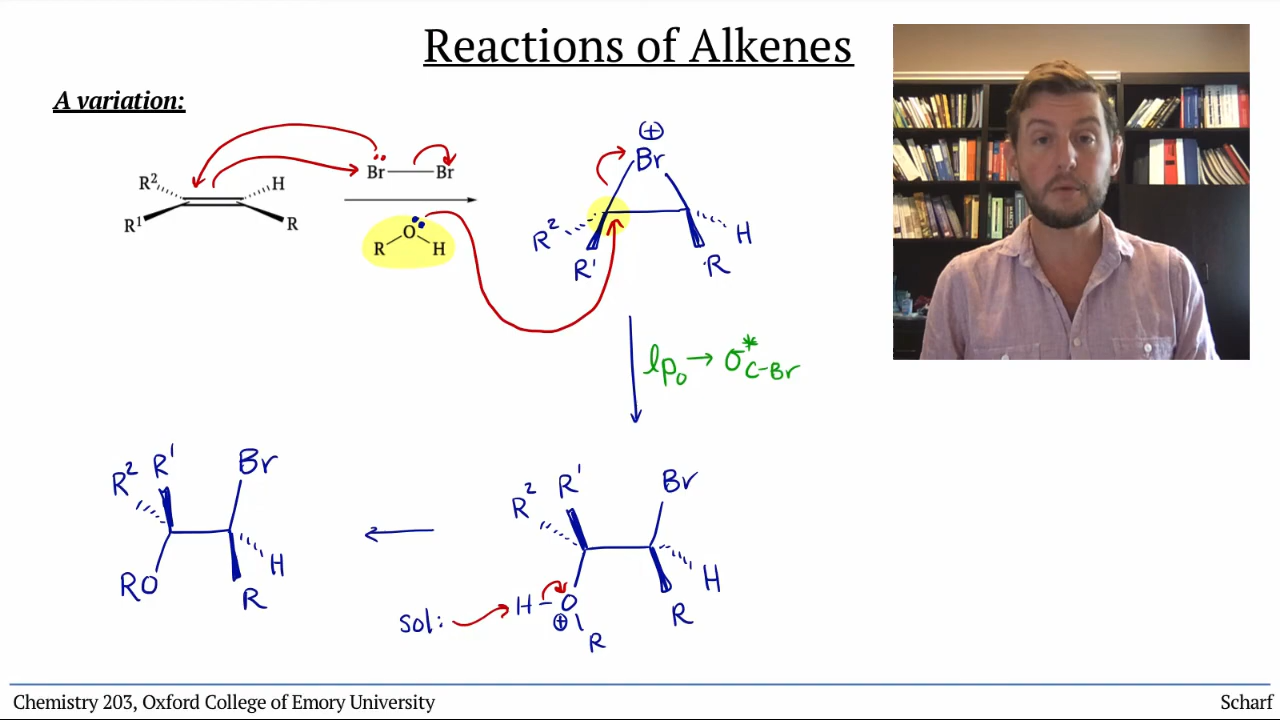 Reactions of Alkenes
A variation:
R² H
R¹ R
Br Br
O
R H
⊕
Br
R² H
R' R
lp₀ → σ*C-Br
R² R' Br
RO H
R
R² R' Br
H
R
sol: H-O
⊕
R
Chemistry 203, Oxford College of Emory University
Scharf